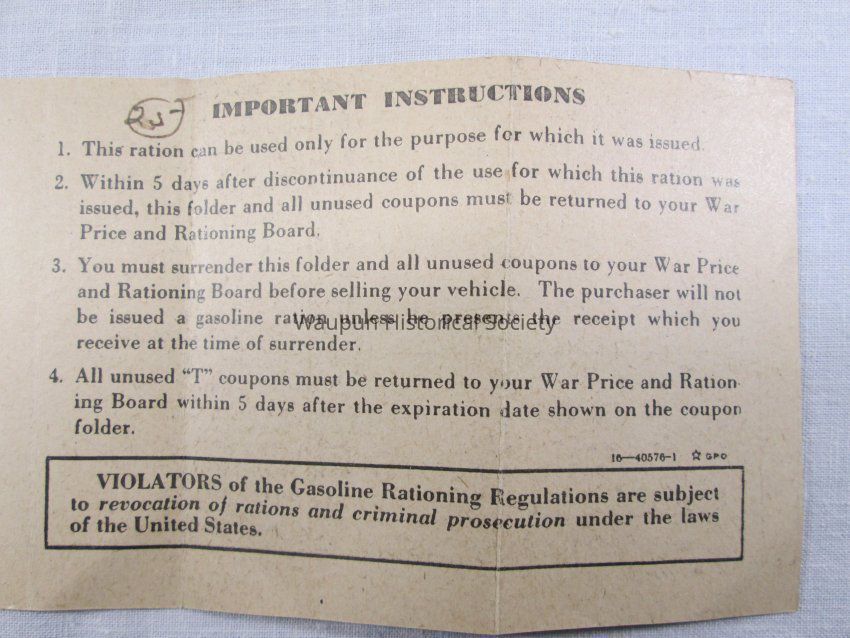 IMPORTANT INSTRUCTIONS
1. This ration can be used only for the purpose for which it was issued.
2. Within 5 days after discontinuance of the use for which this ration was
issued, this folder and all unused coupons must be returned to your War
Price and Rationing Board.
3. You must surrender this folder and all unused coupons to your War Price
and Rationing Board before selling your vehicle. The purchaser will not
be issued a gasoline ration unless he presents the receipt which you
receive at the time of surrender.
Waupun Historical Society
4. All unused “T” coupons must be returned to your War Price and Ration-
ing Board within 5 days after the expiration date shown on the coupon
folder.
16—40576-1 ☆ GPO
VIOLATORS of the Gasoline Rationing Regulations are subject
to revocation of rations and criminal prosecution under the laws
of the United States.